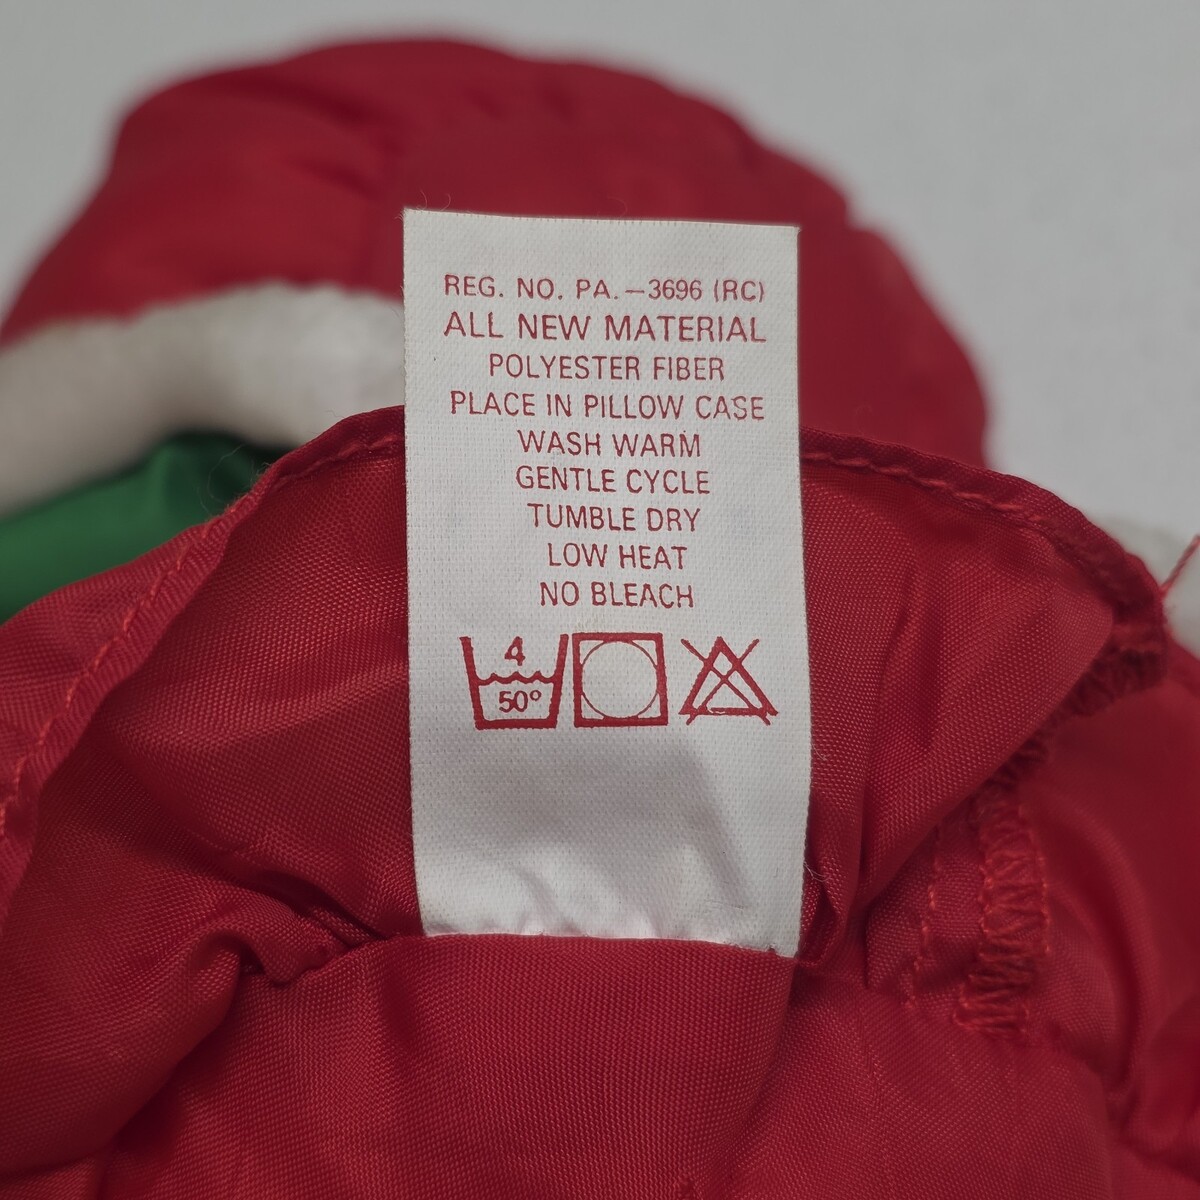 REG. NO. PA.—3696 (RC)
ALL NEW MATERIAL
POLYESTER FIBER
PLACE IN PILLOW CASE
WASH WARM
GENTLE CYCLE
TUMBLE DRY
LOW HEAT
NO BLEACH
4
50°